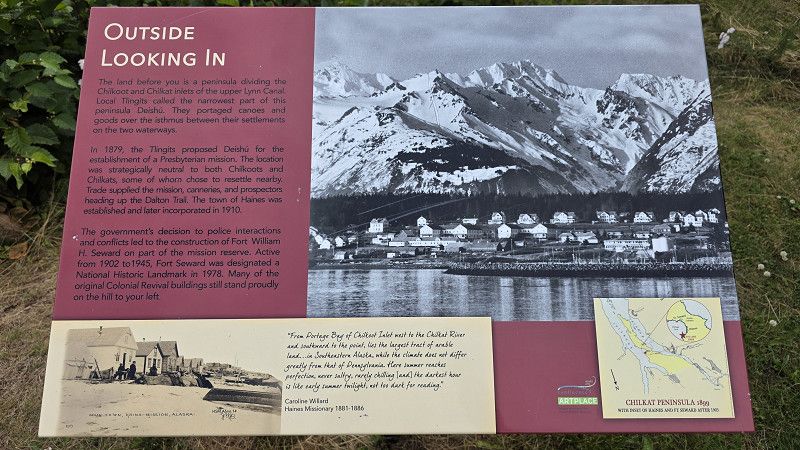 OUTSIDE
LOOKING IN
The land before you is a peninsula dividing the
Chilkoot and Chilkat inlets of the upper Lynn Canal.
Local Tlingits called the narrowest part of this
peninsula Deishú. They portaged canoes and
goods over the isthmus between their settlements
on the two waterways.
In 1879, the Tlingits proposed Deishú for the
establishment of a Presbyterian mission. The location
was strategically neutral to both Chilkoots and
Chilkats, some of whom chose to resettle nearby.
Trade supplied the mission, canneries, and prospectors
heading up the Dalton Trail. The town of Haines was
established and later incorporated in 1910.
The government's decision to police interactions
and conflicts led to the construction of Fort William
H. Seward on part of the mission reserve. Active
from 1902 to1945, Fort Seward was designated a
National Historic Landmark in 1978. Many of the
original Colonial Revival buildings still stand proudly
on the hill to your left.
"From Portage Bay of Chilkoot Inlet west to the Chilkat River
and southward to the point, lies the largest tract of arable
land...in Southeastern Alaska, while the climate does not differ
greatly from that of Pennsylvania. Here summer reaches
perfection, never sultry, rarely chilling [and] the darkest hour
is like early summer twilight, not too dark for reading."
Caroline Willard
Haines Missionary 1881-1886
MISSION, ALASKA
ARTPLACE
CHILKAT PENINSULA 1899
WITH INSET OF HAINES AND FT SEWARD AFTER 1903